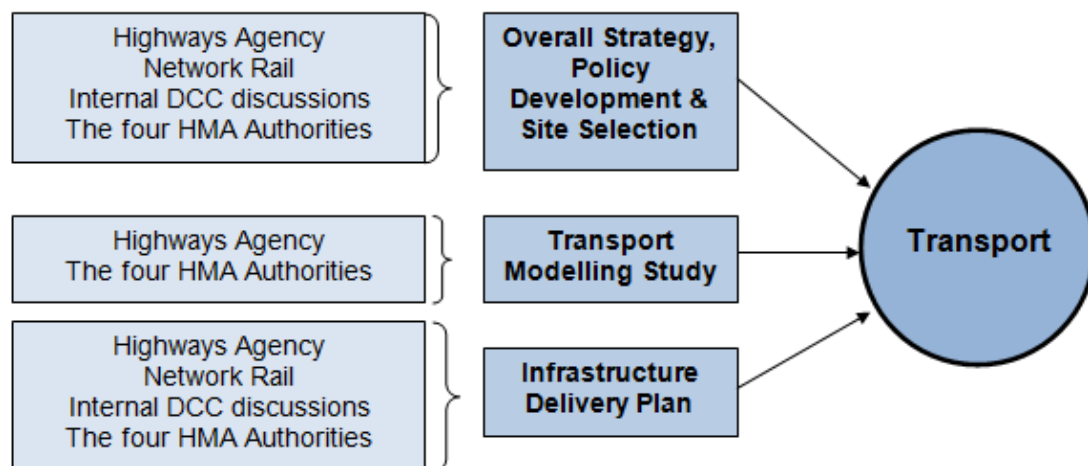 Highways Agency
Network Rail
Internal DCC discussions
The four HMA Authorities
Overall Strategy,
Policy
Development &
Site Selection
Highways Agency
The four HMA Authorities
Transport
Modelling Study
Highways Agency
Network Rail
Internal DCC discussions
The four HMA Authorities
Infrastructure
Delivery Plan
Transport